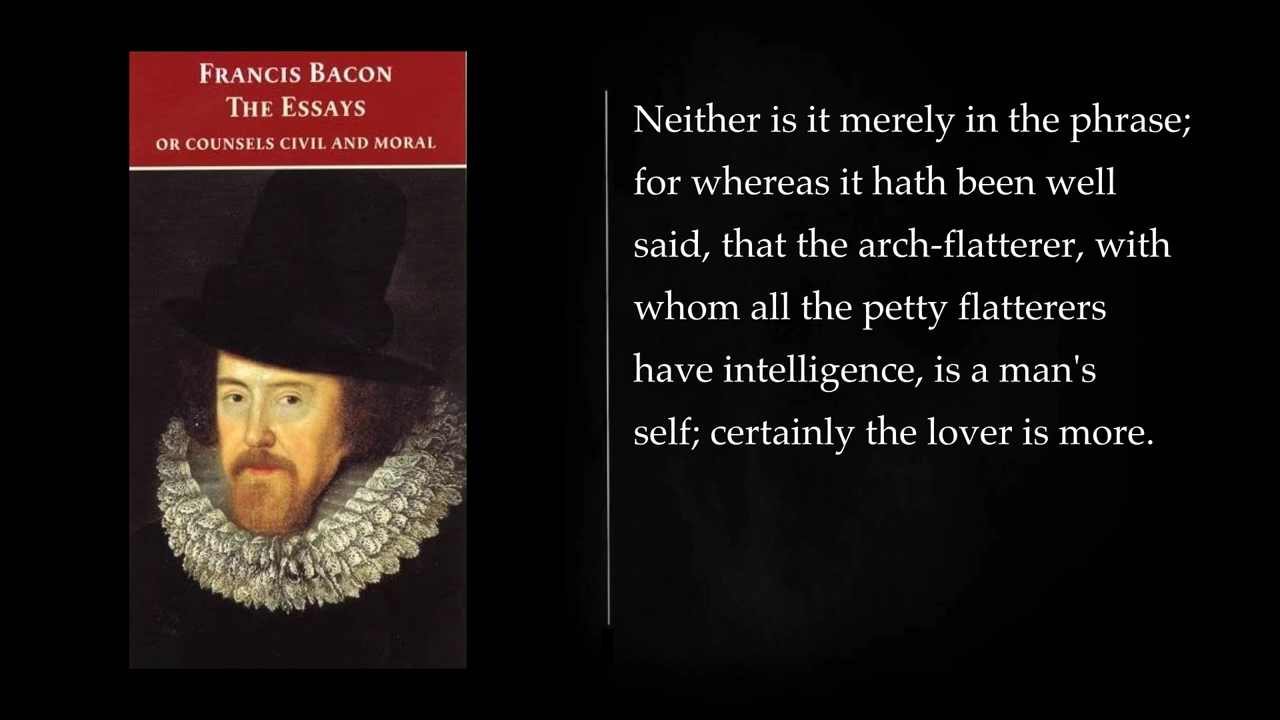 FRANCIS BACON
THE ESSAYS
OR COUNSELS CIVIL AND MORAL
Neither is it merely in the phrase;
for whereas it hath been well
said, that the arch-flatterer, with
whom all the petty flatterers
have intelligence, is a man's
self; certainly the lover is more.